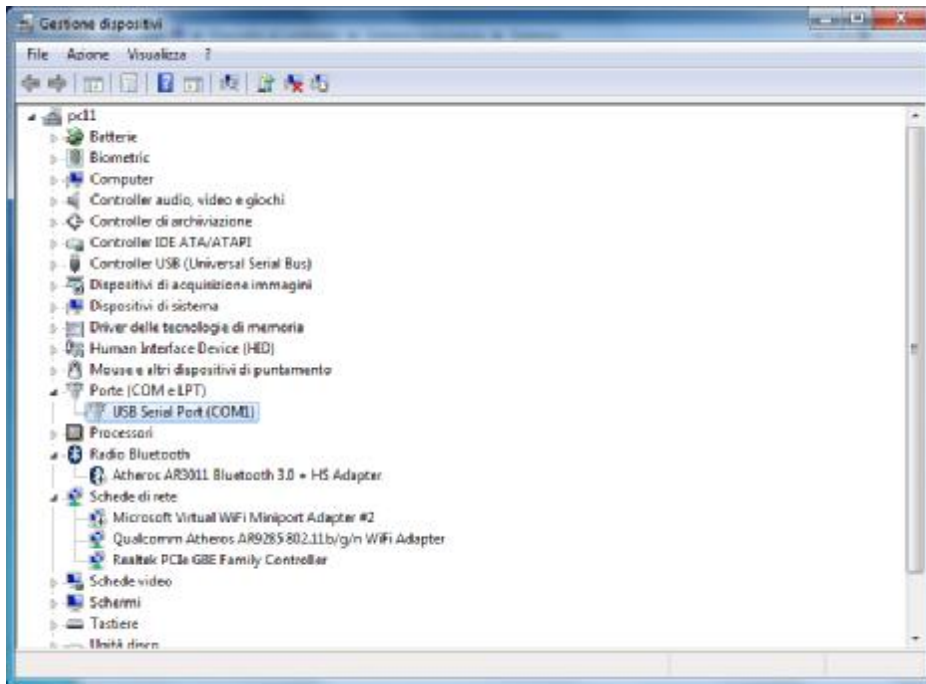 Gestione dispositivi
File Azione Visualizza ?
pc11
Batterie
Biometric
Computer
Controller audio, video e giochi
Controller di archiviazione
Controller IDE ATA/ATAPI
Controller USB (Universal Serial Bus)
Dispositivi di acquisizione immagini
Dispositivi di sistema
Driver delle tecnologie di memoria
Human Interface Device (HID)
Mouse e altri dispositivi di puntamento
Porte (COM e LPT)
USB Serial Port (COM1)
Processori
Radio Bluetooth
Atheros AR3011 Bluetooth 3.0 + HS Adapter
Schede di rete
Microsoft Virtual WiFi Miniport Adapter #2
Qualcomm Atheros AR9285 802.11b/g/n WiFi Adapter
Realtek PCIe GBE Family Controller
Schede video
Schermi
Tastiere
Unità disco